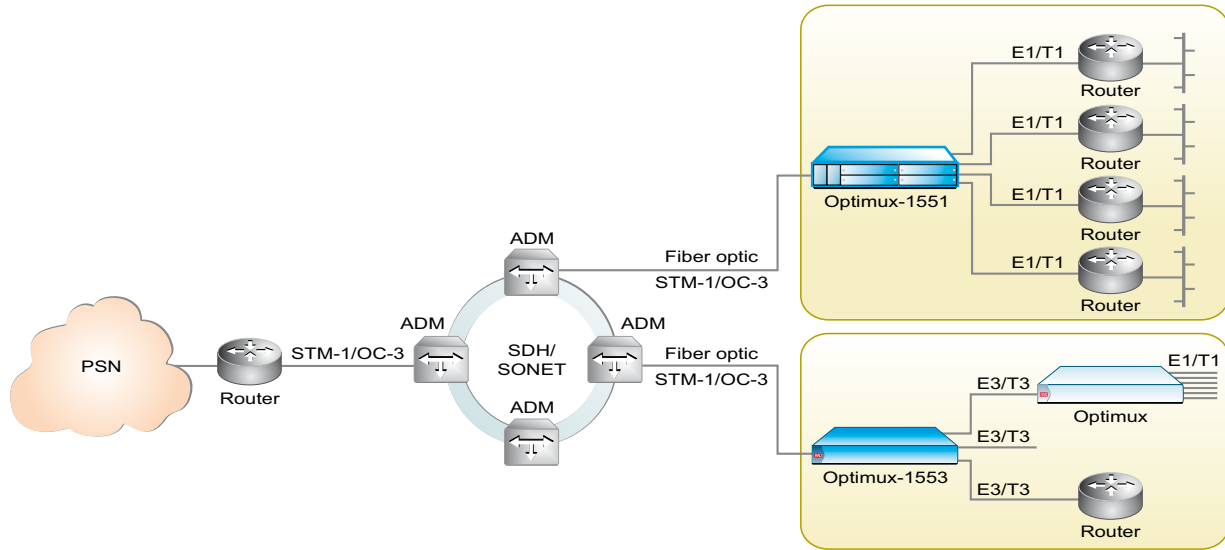 PSN
Router
STM-1/OC-3
ADM
ADM
ADM
ADM
SDH/
SONET
Fiber optic
STM-1/OC-3
Fiber optic
STM-1/OC-3
Optimux-1551
E1/T1
Router
E1/T1
Router
E1/T1
Router
E1/T1
Router
Optimux-1553
E3/T3
Optimux
E1/T1
E3/T3
E3/T3
Router